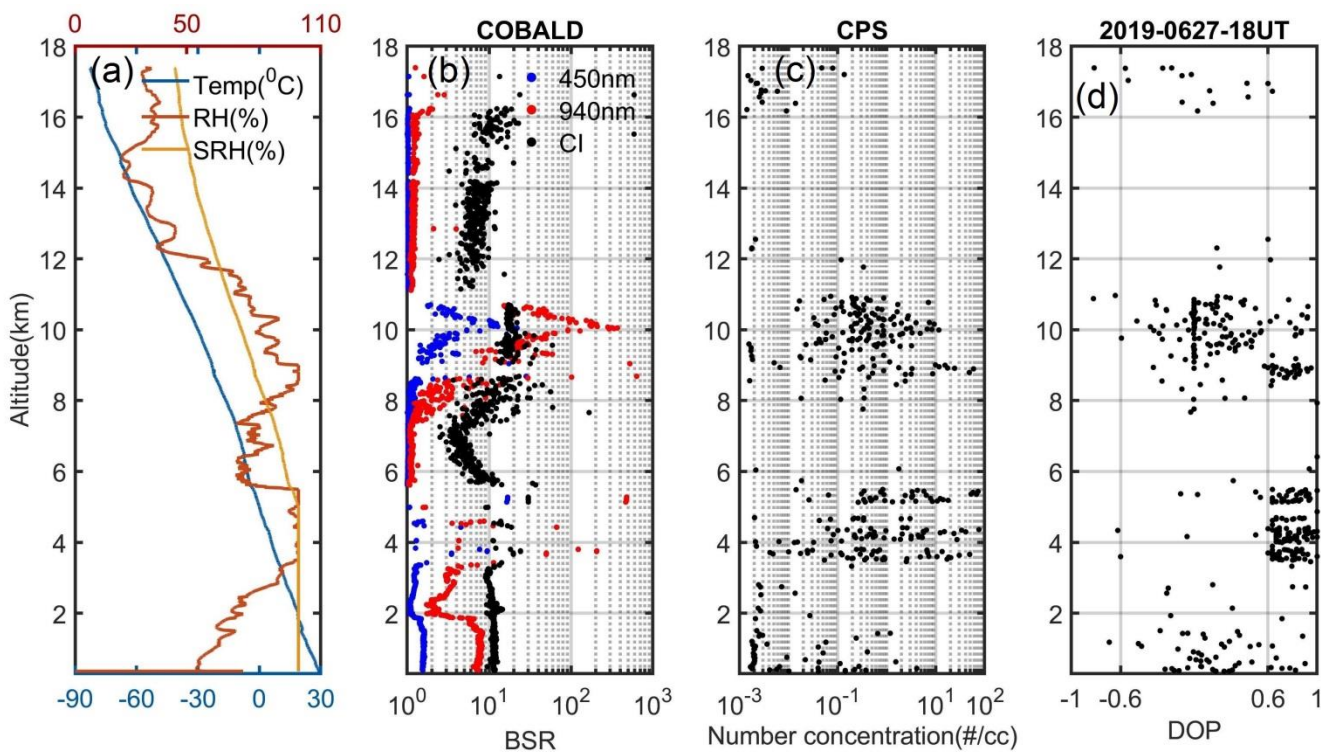 0 50 110
COBALD CPS 2019-0627-18UT
(a) (b) (c) (d)
Temp(⁰C)
RH(%)
SRH(%)
450nm
940nm
CI
18
16
14
12
10
8
6
4
2
Altitude(km)
-90 -60 -30 0 30
18
16
14
12
10
8
6
4
2
10⁰ 10¹ 10² 10³
BSR
18
16
14
12
10
8
6
4
2
10⁻³ 10⁻¹ 10¹ 10²
Number concentration(#/cc)
18
16
14
12
10
8
6
4
2
-1 -0.6 0.6 1
DOP